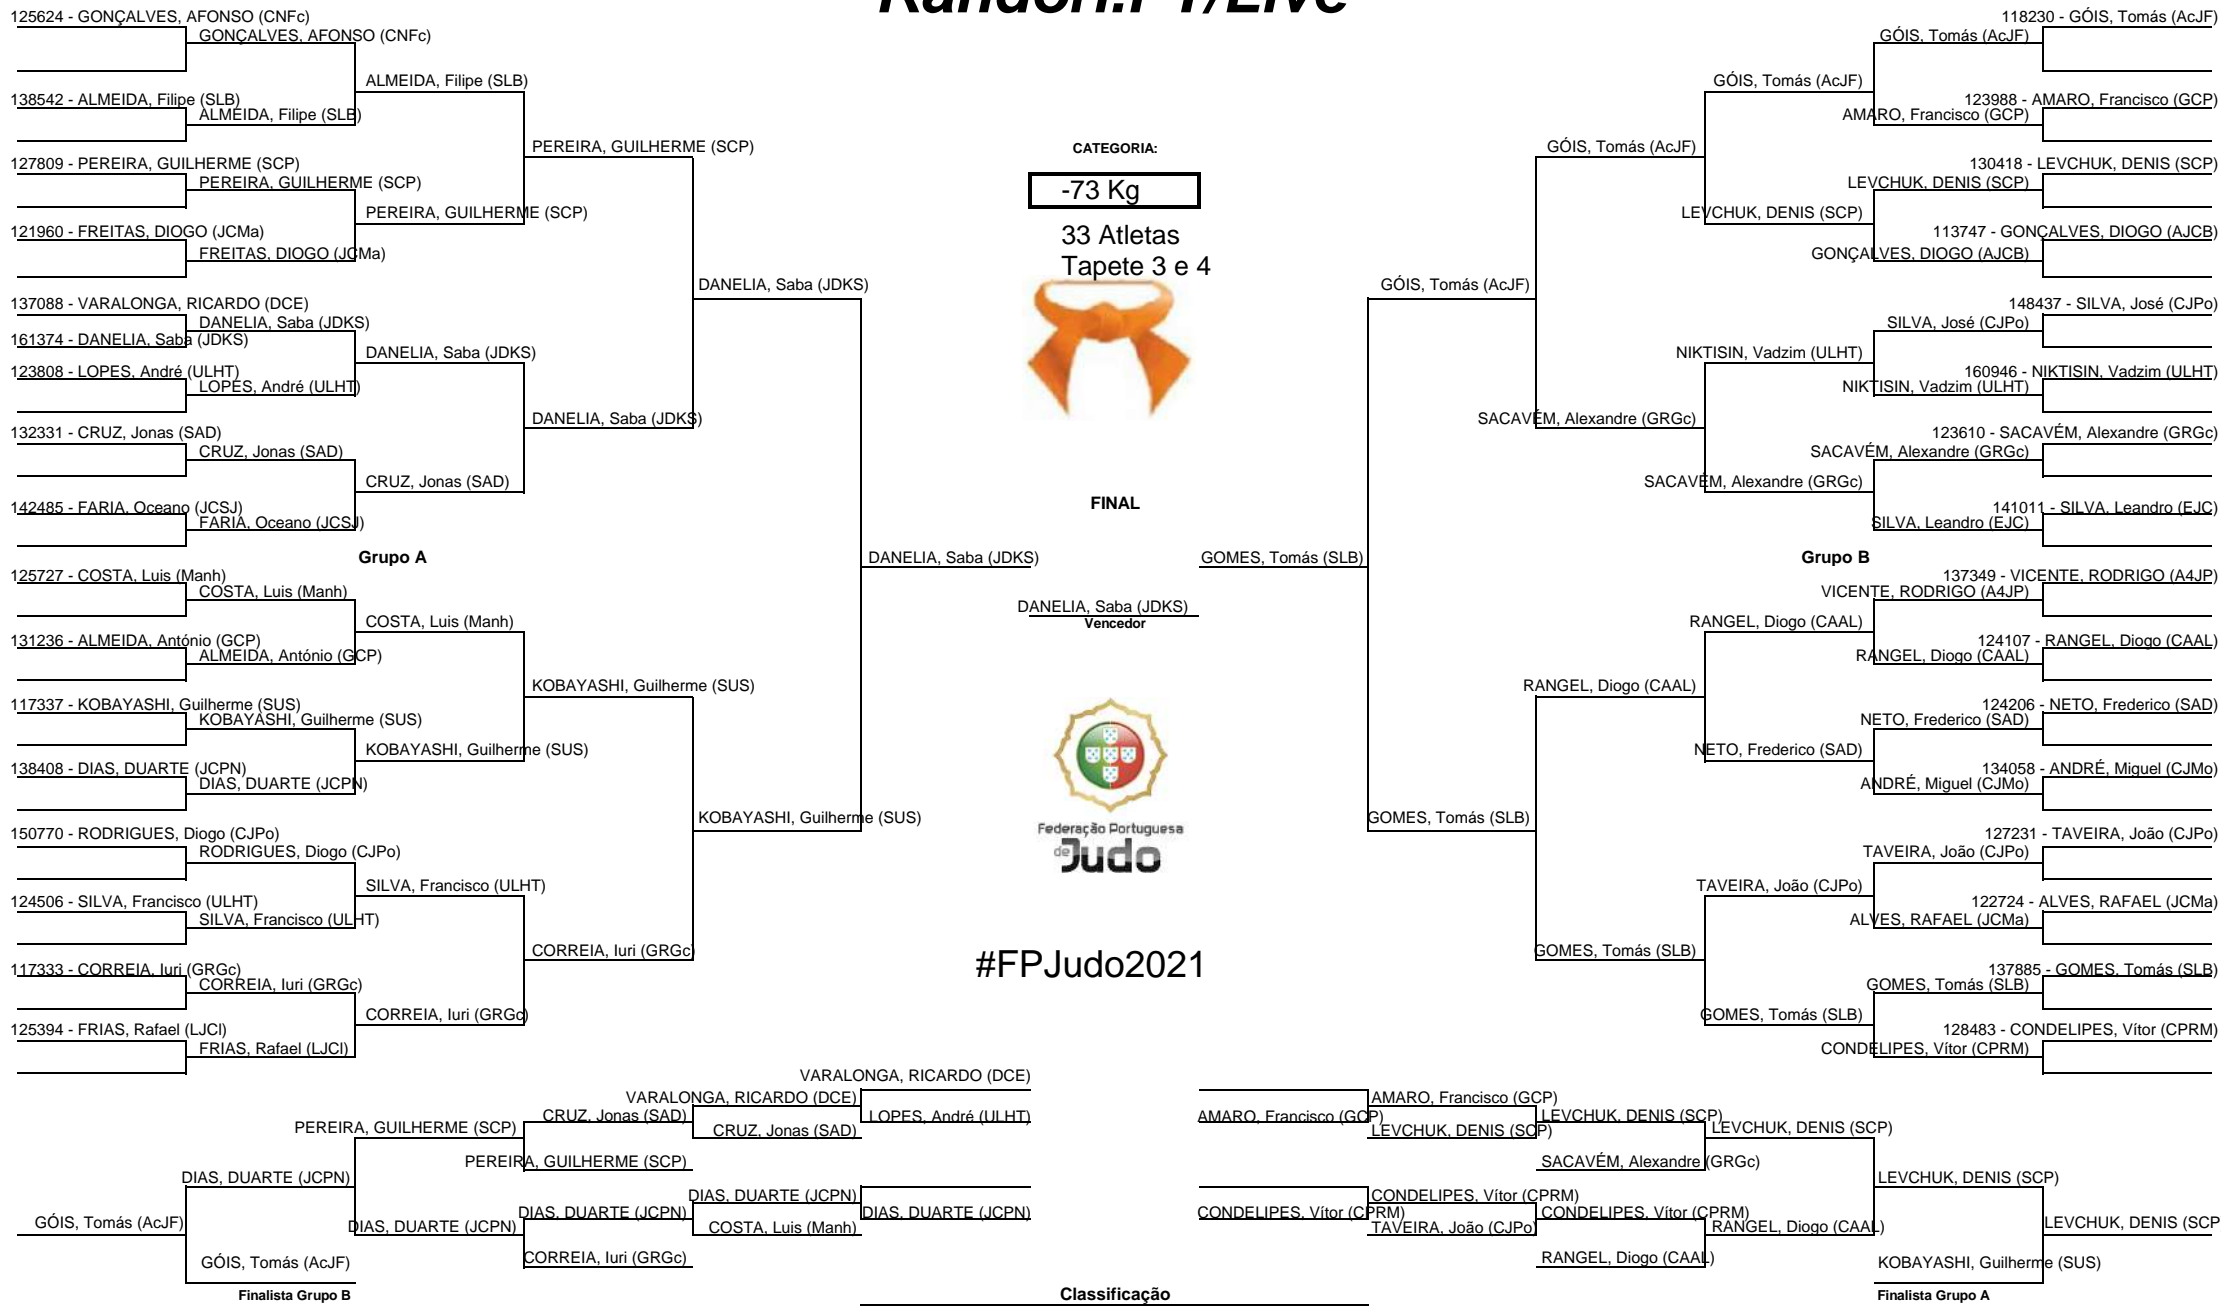 Randori.PT/Live
125624 - GONÇALVES, AFONSO (CNFc)
GONÇALVES, AFONSO (CNFc)
ALMEIDA, Filipe (SLB)
138542 - ALMEIDA, Filipe (SLB)
ALMEIDA, Filipe (SLB)
PEREIRA, GUILHERME (SCP)
127809 - PEREIRA, GUILHERME (SCP)
PEREIRA, GUILHERME (SCP)
PEREIRA, GUILHERME (SCP)
121960 - FREITAS, DIOGO (JCMa)
FREITAS, DIOGO (JCMa)
DANELIA, Saba (JDKS)
137088 - VARALONGA, RICARDO (DCE)
DANELIA, Saba (JDKS)
161374 - DANELIA, Saba (JDKS)
DANELIA, Saba (JDKS)
123808 - LOPES, André (ULHT)
LOPES, André (ULHT)
DANELIA, Saba (JDKS)
132331 - CRUZ, Jonas (SAD)
CRUZ, Jonas (SAD)
CRUZ, Jonas (SAD)
142485 - FARIA, Oceano (JCSJ)
FARIA, Oceano (JCSJ)
Grupo A
DANELIA, Saba (JDKS)
125727 - COSTA, Luis (Manh)
COSTA, Luis (Manh)
COSTA, Luis (Manh)
131236 - ALMEIDA, António (GCP)
ALMEIDA, António (GCP)
KOBAYASHI, Guilherme (SUS)
117337 - KOBAYASHI, Guilherme (SUS)
KOBAYASHI, Guilherme (SUS)
KOBAYASHI, Guilherme (SUS)
138408 - DIAS, DUARTE (JCPN)
DIAS, DUARTE (JCPN)
KOBAYASHI, Guilherme (SUS)
150770 - RODRIGUES, Diogo (CJPo)
RODRIGUES, Diogo (CJPo)
SILVA, Francisco (ULHT)
124506 - SILVA, Francisco (ULHT)
SILVA, Francisco (ULHT)
CORREIA, Iuri (GRGc)
117333 - CORREIA, Iuri (GRGc)
CORREIA, Iuri (GRGc)
CORREIA, Iuri (GRGc)
125394 - FRIAS, Rafael (LJCl)
FRIAS, Rafael (LJCl)
CATEGORIA:
-73 Kg
33 Atletas
Tapete 3 e 4
FINAL
DANELIA, Saba (JDKS)
Vencedor
Federação Portuguesa
de Judo
#FPJudo2021
118230 - GÓIS, Tomás (AcJF)
GÓIS, Tomás (AcJF)
GÓIS, Tomás (AcJF)
123988 - AMARO, Francisco (GCP)
AMARO, Francisco (GCP)
GÓIS, Tomás (AcJF)
130418 - LEVCHUK, DENIS (SCP)
LEVCHUK, DENIS (SCP)
LEVCHUK, DENIS (SCP)
113747 - GONÇALVES, DIOGO (AJCB)
GONÇALVES, DIOGO (AJCB)
GÓIS, Tomás (AcJF)
148437 - SILVA, José (CJPo)
SILVA, José (CJPo)
NIKTISIN, Vadzim (ULHT)
160946 - NIKTISIN, Vadzim (ULHT)
NIKTISIN, Vadzim (ULHT)
SACAVÉM, Alexandre (GRGc)
123610 - SACAVÉM, Alexandre (GRGc)
SACAVÉM, Alexandre (GRGc)
SACAVÉM, Alexandre (GRGc)
141011 - SILVA, Leandro (EJC)
SILVA, Leandro (EJC)
Grupo B
GOMES, Tomás (SLB)
137349 - VICENTE, RODRIGO (A4JP)
VICENTE, RODRIGO (A4JP)
RANGEL, Diogo (CAAL)
124107 - RANGEL, Diogo (CAAL)
RANGEL, Diogo (CAAL)
RANGEL, Diogo (CAAL)
124206 - NETO, Frederico (SAD)
NETO, Frederico (SAD)
NETO, Frederico (SAD)
134058 - ANDRÉ, Miguel (CJMo)
ANDRÉ, Miguel (CJMo)
GOMES, Tomás (SLB)
127231 - TAVEIRA, João (CJPo)
TAVEIRA, João (CJPo)
TAVEIRA, João (CJPo)
122724 - ALVES, RAFAEL (JCMa)
ALVES, RAFAEL (JCMa)
GOMES, Tomás (SLB)
137885 - GOMES, Tomás (SLB)
GOMES, Tomás (SLB)
GOMES, Tomás (SLB)
128483 - CONDELIPES, Vítor (CPRM)
CONDELIPES, Vítor (CPRM)
VARALONGA, RICARDO (DCE)
VARALONGA, RICARDO (DCE)
CRUZ, Jonas (SAD)
LOPES, André (ULHT)
PEREIRA, GUILHERME (SCP)
CRUZ, Jonas (SAD)
PEREIRA, GUILHERME (SCP)
DIAS, DUARTE (JCPN)
DIAS, DUARTE (JCPN)
DIAS, DUARTE (JCPN)
DIAS, DUARTE (JCPN)
GÓIS, Tomás (AcJF)
DIAS, DUARTE (JCPN)
COSTA, Luis (Manh)
GÓIS, Tomás (AcJF)
CORREIA, Iuri (GRGc)
Finalista Grupo B
AMARO, Francisco (GCP)
AMARO, Francisco (GCP)
LEVCHUK, DENIS (SCP)
LEVCHUK, DENIS (SCP)
LEVCHUK, DENIS (SCP)
SACAVÉM, Alexandre (GRGc)
LEVCHUK, DENIS (SCP)
CONDELIPES, Vítor (CPRM)
CONDELIPES, Vítor (CPRM)
CONDELIPES, Vítor (CPRM)
TAVEIRA, João (CJPo)
RANGEL, Diogo (CAAL)
LEVCHUK, DENIS (SCP
RANGEL, Diogo (CAAL)
KOBAYASHI, Guilherme (SUS)
Finalista Grupo A
Classificação